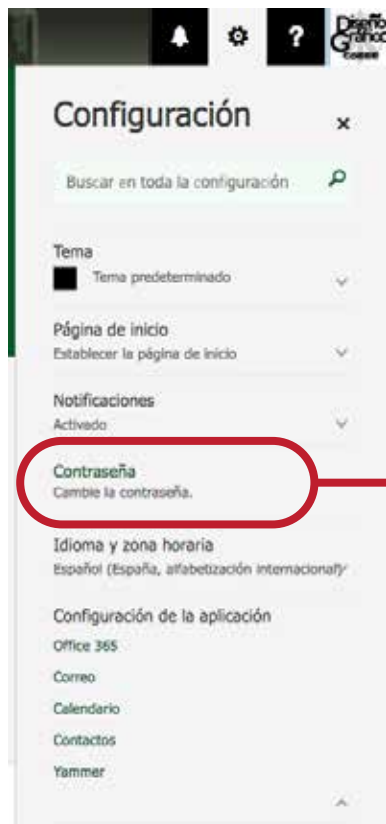 ?
Diseño
Gráfico
Configuración
×
Buscar en toda la configuración
Tema
Tema predeterminado
Página de inicio
Establecer la página de inicio
Notificaciones
Activado
Contraseña
Cambie la contraseña.
Idioma y zona horaria
Español (España, alfabetización internacional)
Configuración de la aplicación
Office 365
Correo
Calendario
Contactos
Yammer